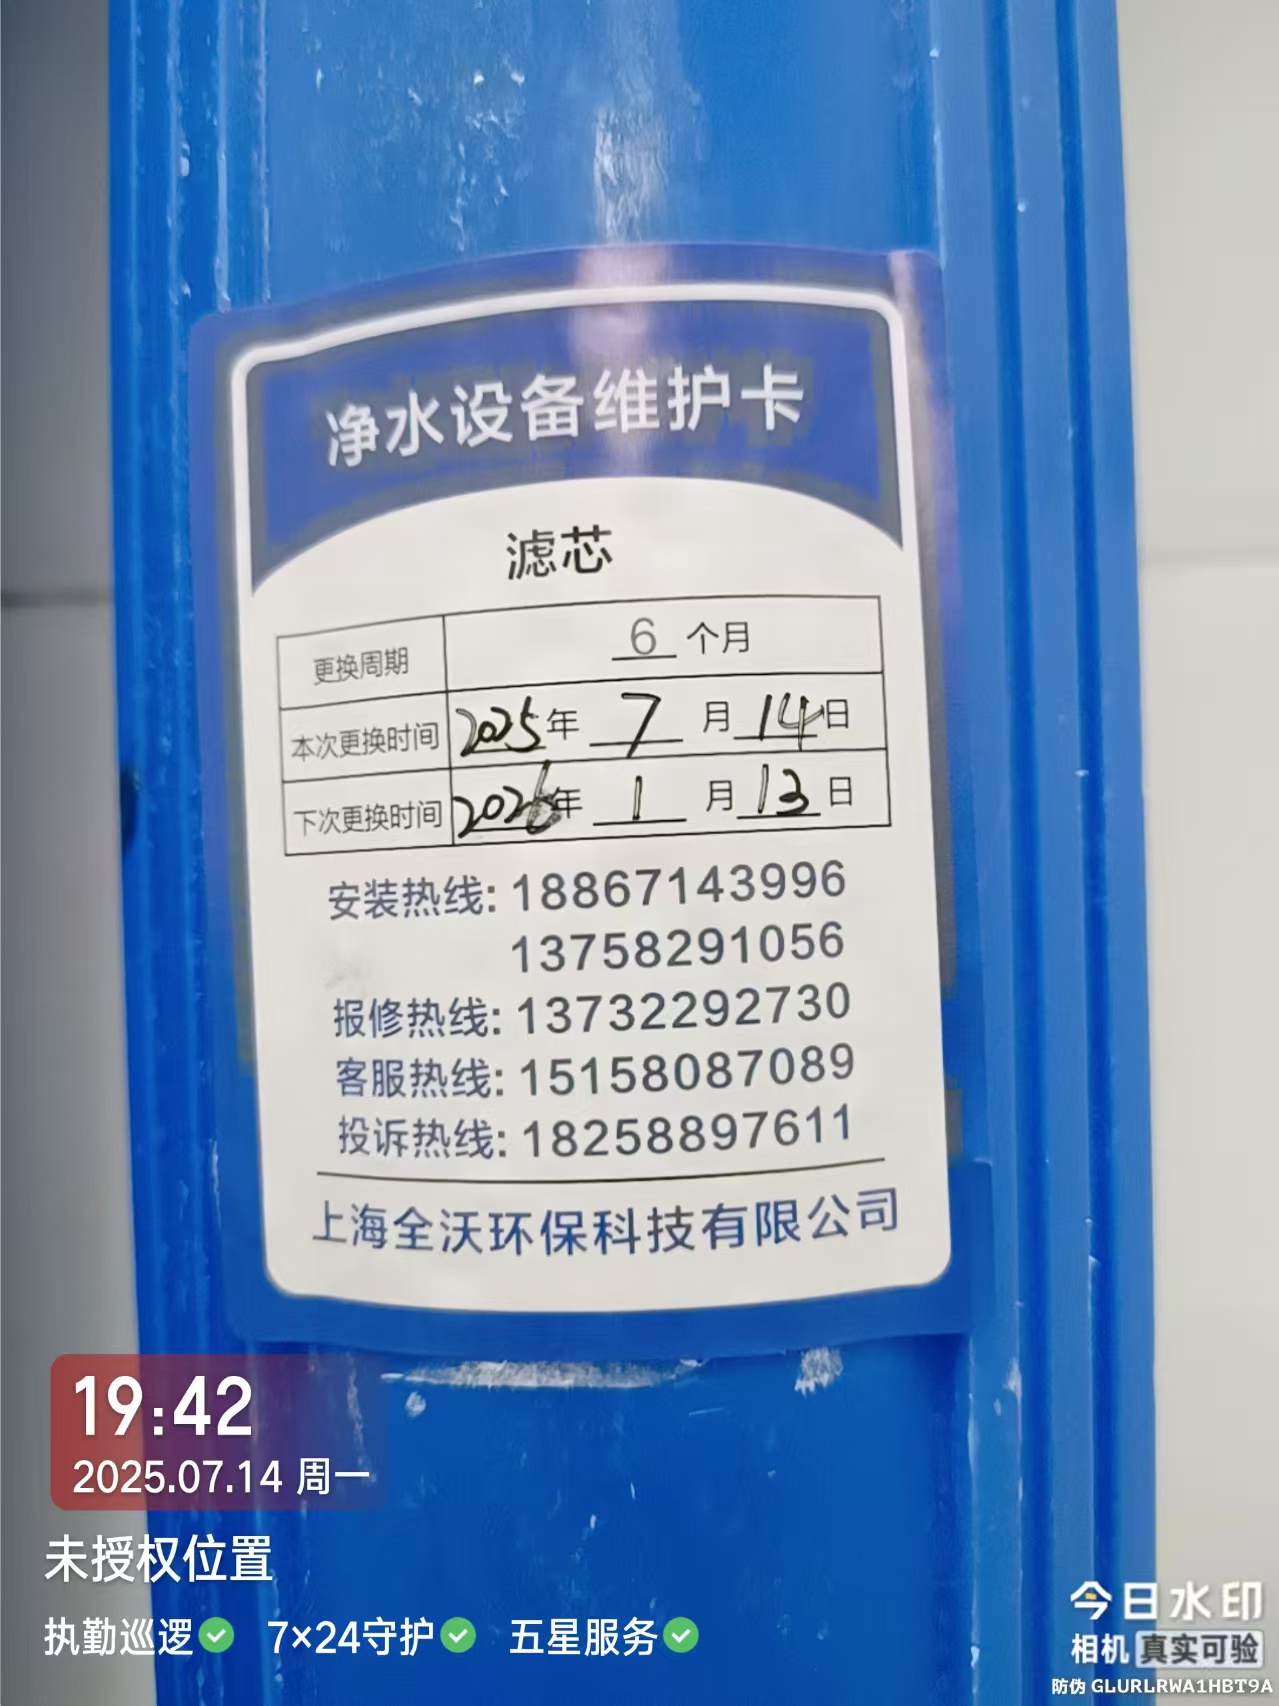 净水设备维护卡
滤芯
更换周期 6 个月
本次更换时间 2025年 7 月 14 日
下次更换时间 2026年 1 月 13 日
安装热线: 18867143996
13758291056
报修热线: 13732292730
客服热线: 15158087089
投诉热线: 18258897611
上海全沃环保科技有限公司
19:42
2025.07.14 周一
未授权位置
执勤巡逻 7×24守护 五星服务
今日水印
相机 真实可验
防伪 GLURLRWA1HBT9A